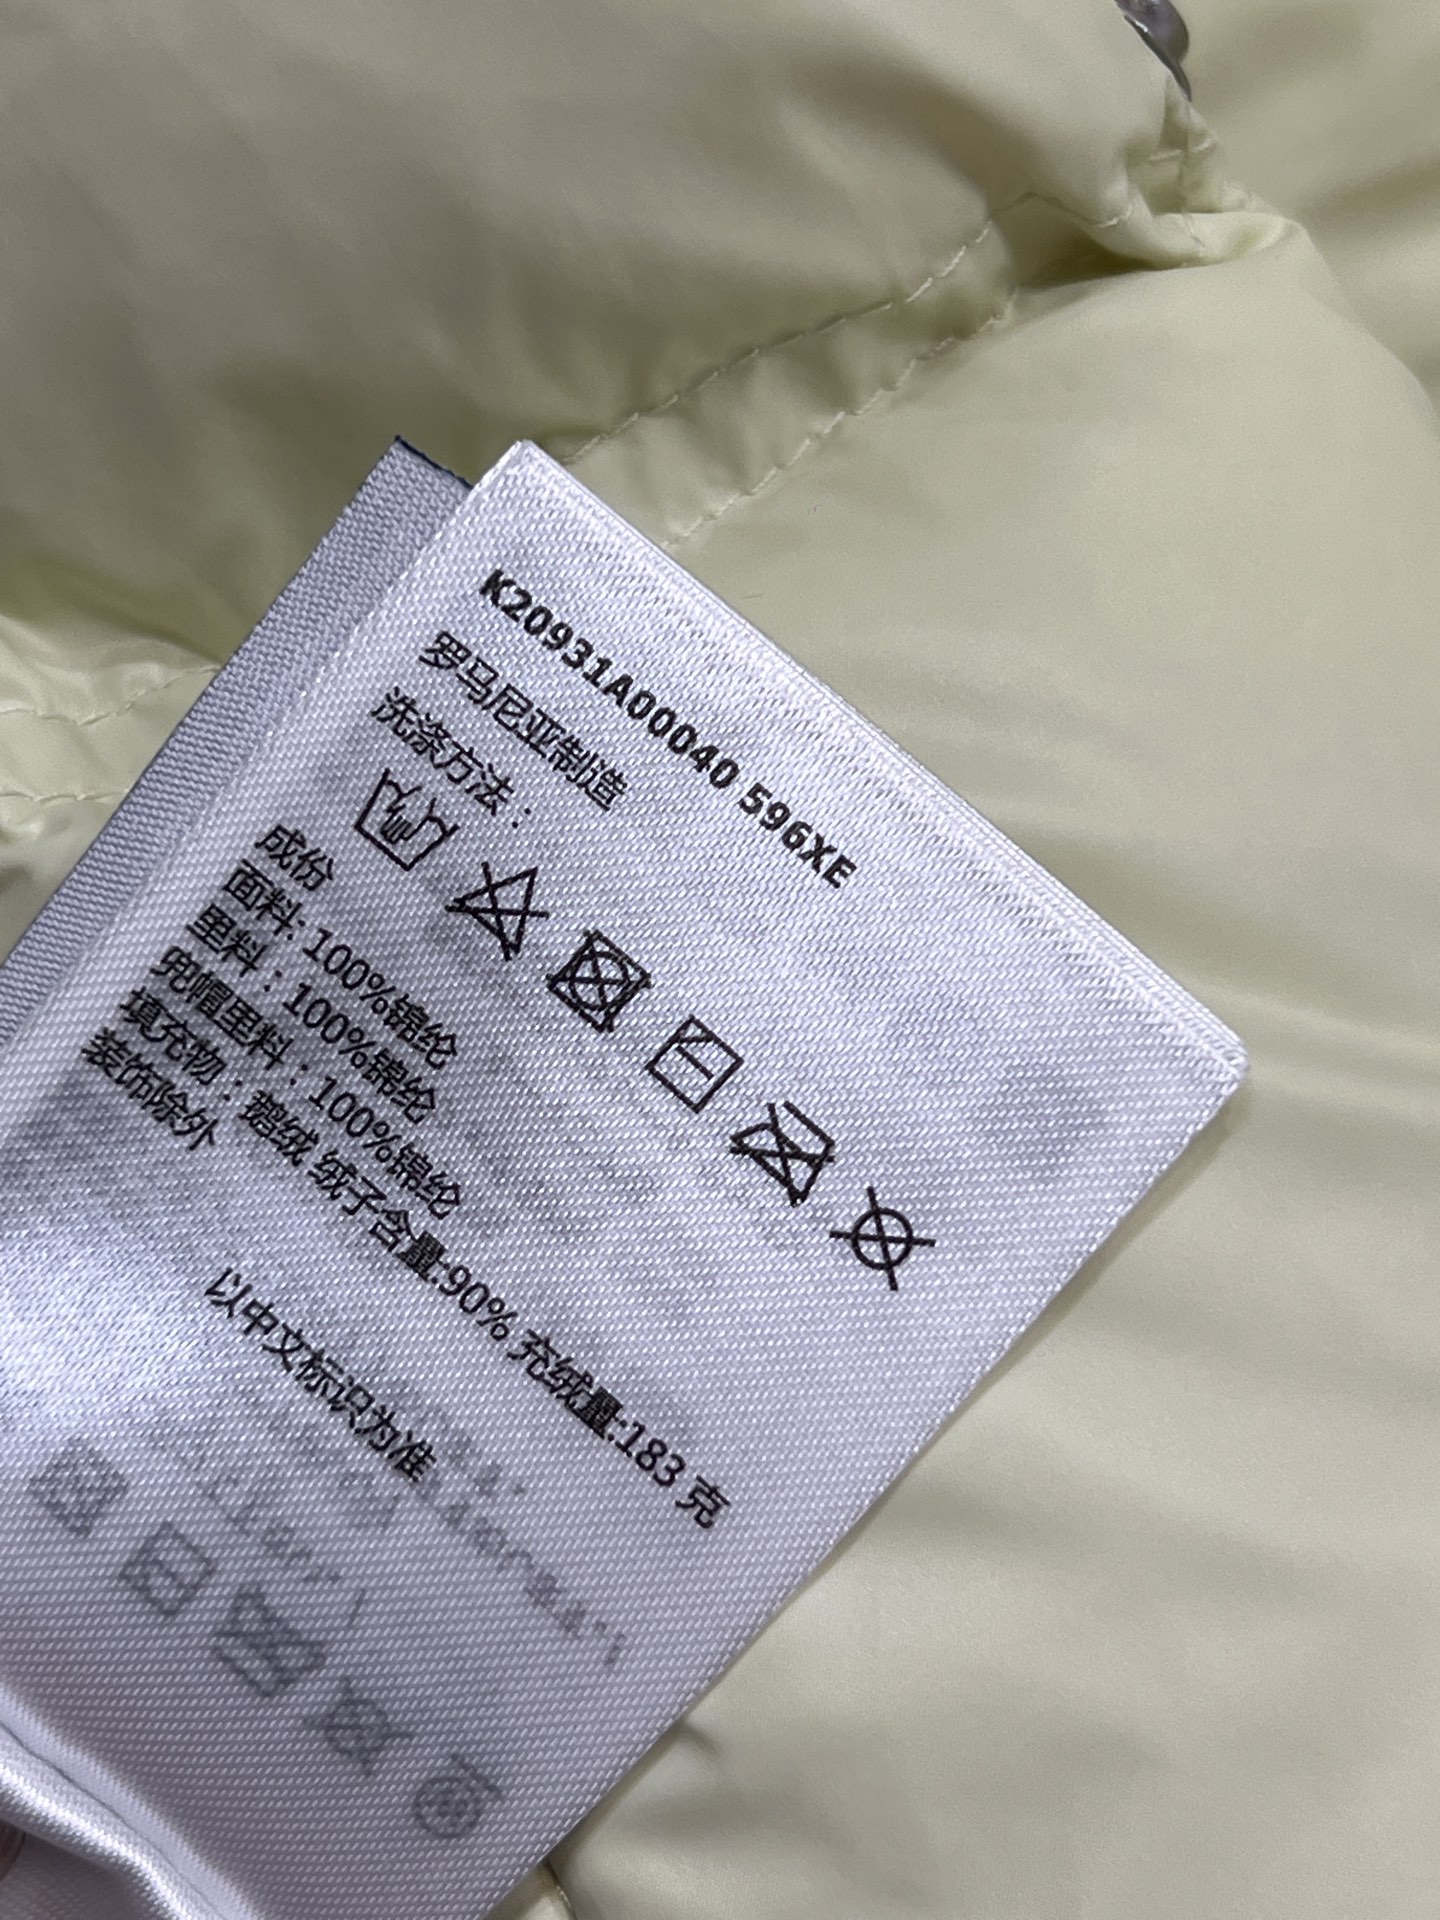 K20931A00040 596XE
罗马尼亚制造
洗涤方法：
成份
面料: 100%锦纶
里料：100%锦纶
兜帽里料：100%锦纶
填充物：鹅绒 绒子含量:90% 充绒量:183 克
装饰除外
以中文标识为准